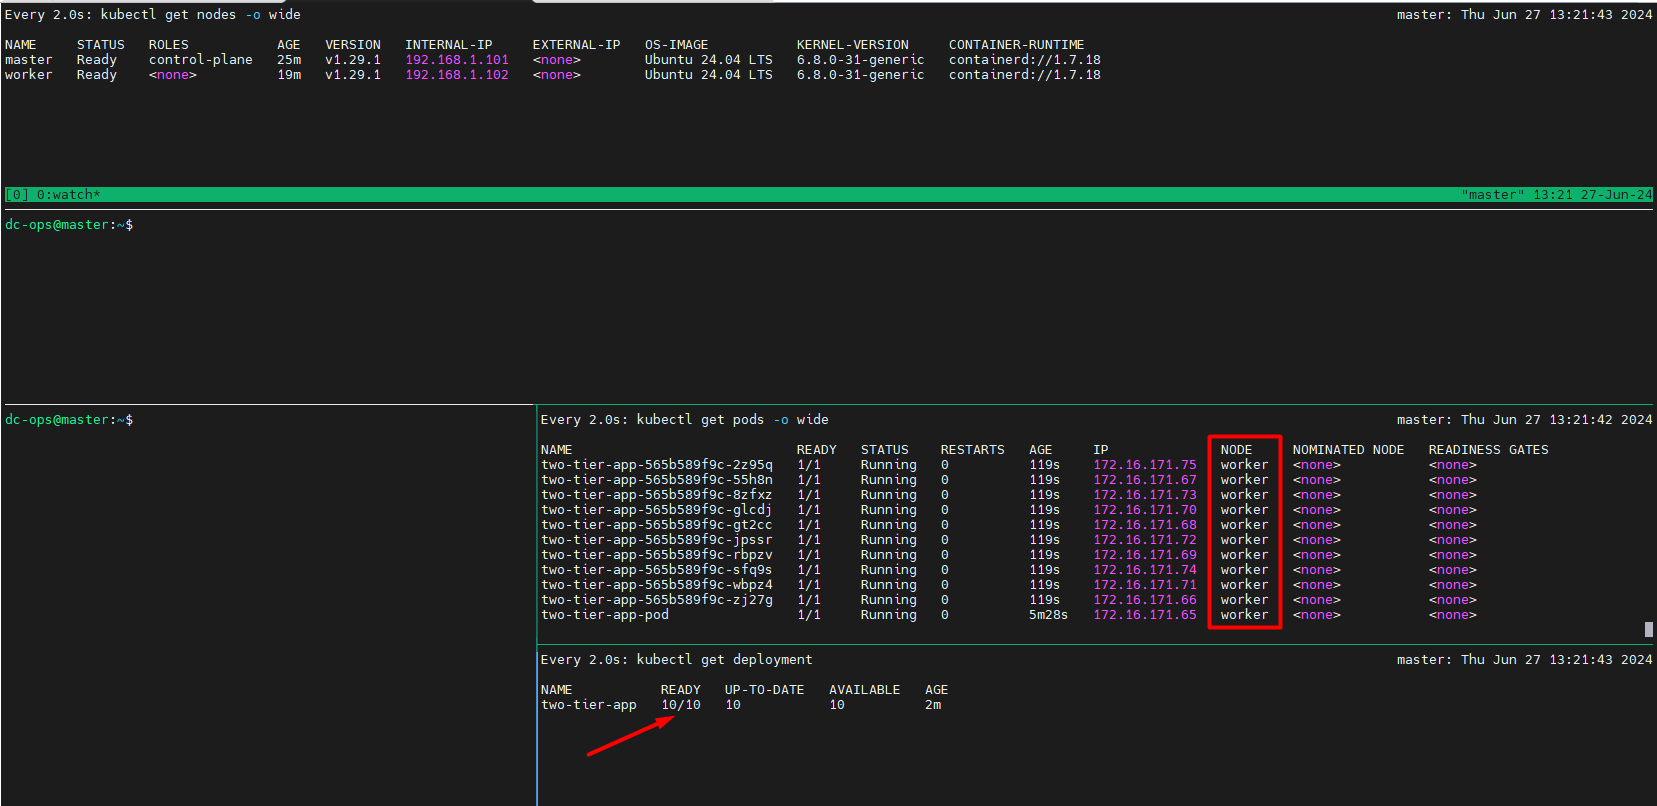 Every 2.0s: kubectl get nodes -o wide master: Thu Jun 27 13:21:43 2024
NAME STATUS ROLES AGE VERSION INTERNAL-IP EXTERNAL-IP OS-IMAGE KERNEL-VERSION CONTAINER-RUNTIME
master Ready control-plane 25m v1.29.1 192.168.1.101 <none> Ubuntu 24.04 LTS 6.8.0-31-generic containerd://1.7.18
worker Ready <none> 19m v1.29.1 192.168.1.102 <none> Ubuntu 24.04 LTS 6.8.0-31-generic containerd://1.7.18
[0] 0:watch* "master" 13:21 27-Jun-24
dc-ops@master:~$
dc-ops@master:~$
Every 2.0s: kubectl get pods -o wide master: Thu Jun 27 13:21:42 2024
NAME READY STATUS RESTARTS AGE IP NODE NOMINATED NODE READINESS GATES
two-tier-app-565b589f9c-2z95q 1/1 Running 0 119s 172.16.171.75 worker <none> <none>
two-tier-app-565b589f9c-55h8n 1/1 Running 0 119s 172.16.171.67 worker <none> <none>
two-tier-app-565b589f9c-8zfxz 1/1 Running 0 119s 172.16.171.73 worker <none> <none>
two-tier-app-565b589f9c-glcdj 1/1 Running 0 119s 172.16.171.70 worker <none> <none>
two-tier-app-565b589f9c-gt2cc 1/1 Running 0 119s 172.16.171.68 worker <none> <none>
two-tier-app-565b589f9c-jpssr 1/1 Running 0 119s 172.16.171.72 worker <none> <none>
two-tier-app-565b589f9c-rbpzv 1/1 Running 0 119s 172.16.171.69 worker <none> <none>
two-tier-app-565b589f9c-sfq9s 1/1 Running 0 119s 172.16.171.74 worker <none> <none>
two-tier-app-565b589f9c-wbpz4 1/1 Running 0 119s 172.16.171.71 worker <none> <none>
two-tier-app-565b589f9c-zj27g 1/1 Running 0 119s 172.16.171.66 worker <none> <none>
two-tier-app-pod 1/1 Running 0 5m28s 172.16.171.65 worker <none> <none>
Every 2.0s: kubectl get deployment master: Thu Jun 27 13:21:43 2024
NAME READY UP-TO-DATE AVAILABLE AGE
two-tier-app 10/10 10 10 2m